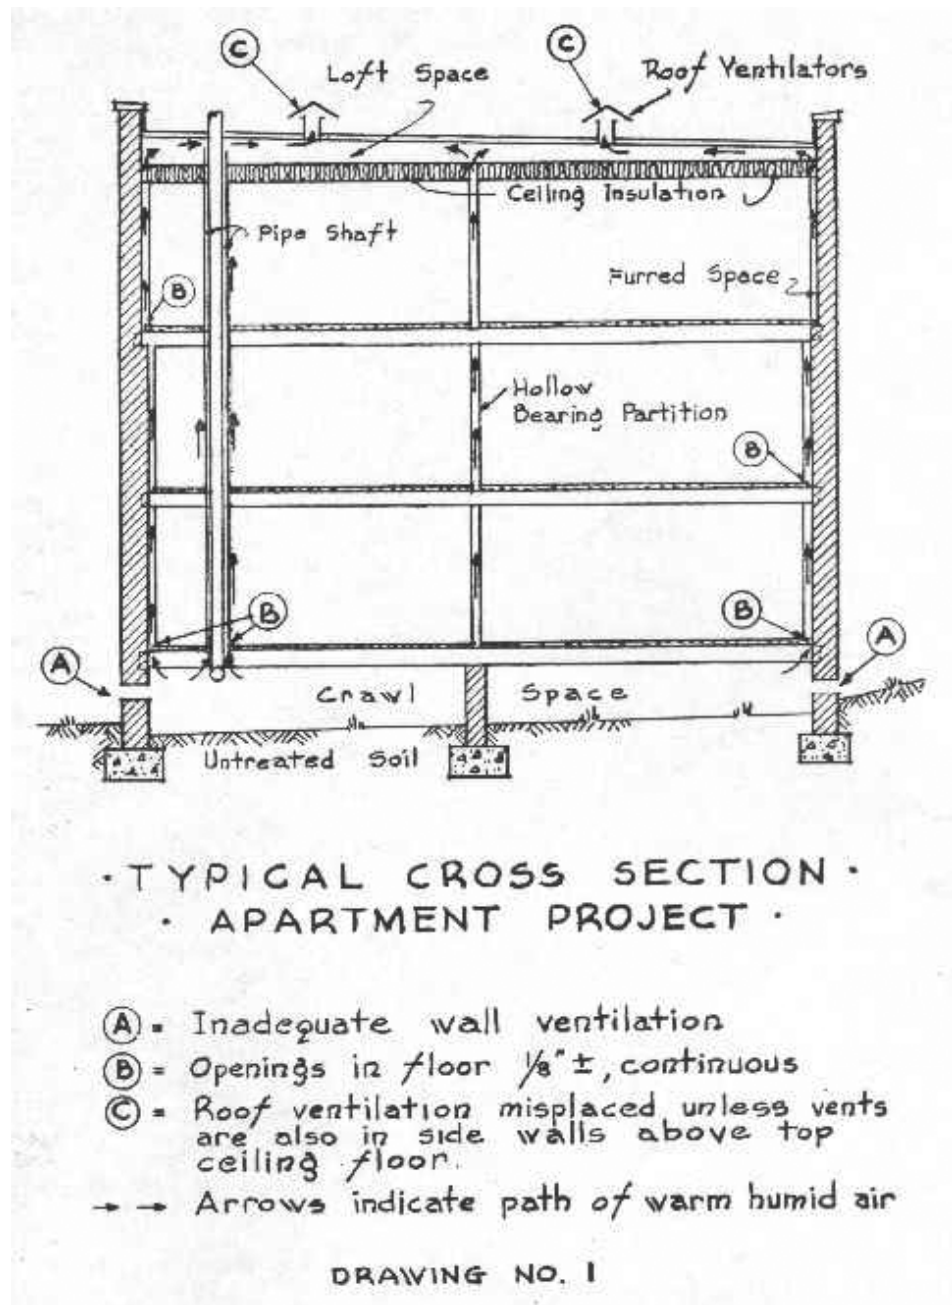 C
C
Loft Space
Roof Ventilators
Ceiling Insulation
Pipe Shaft
Furred Space
B
Hollow
Bearing Partition
B
B
B
A
A
Crawl Space
Untreated Soil
· TYPICAL CROSS SECTION ·
· APARTMENT PROJECT ·
A = Inadequate wall ventilation
B = Openings in floor 1/8" ±, continuous
C = Roof ventilation misplaced unless vents
are also in side walls above top
ceiling floor.
→ → Arrows indicate path of warm humid air
DRAWING NO. 1